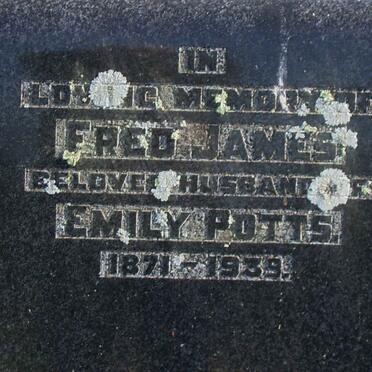 IN
LOVING MEMORY OF
FRED JAMES
BELOVED HUSBAND OF
EMILY POTTS.
1871 - 1939.